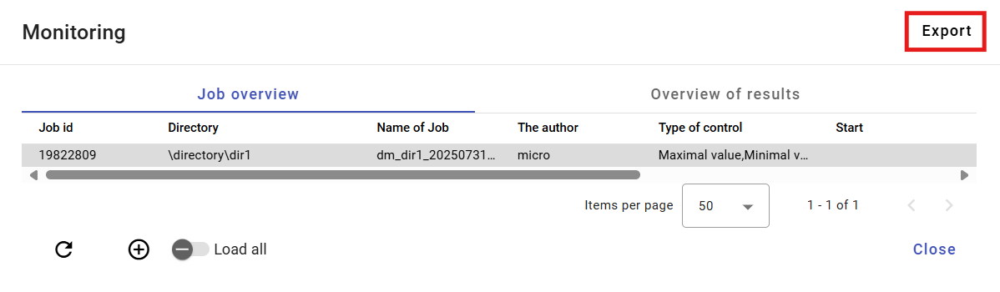 Monitoring
Export
Job overview
Overview of results
Job id Directory Name of Job The author Type of control Start
19822809 \directory\dir1 dm_dir1_20250731... micro Maximal value,Minimal v...
Items per page 50 1 - 1 of 1
Load all
Close